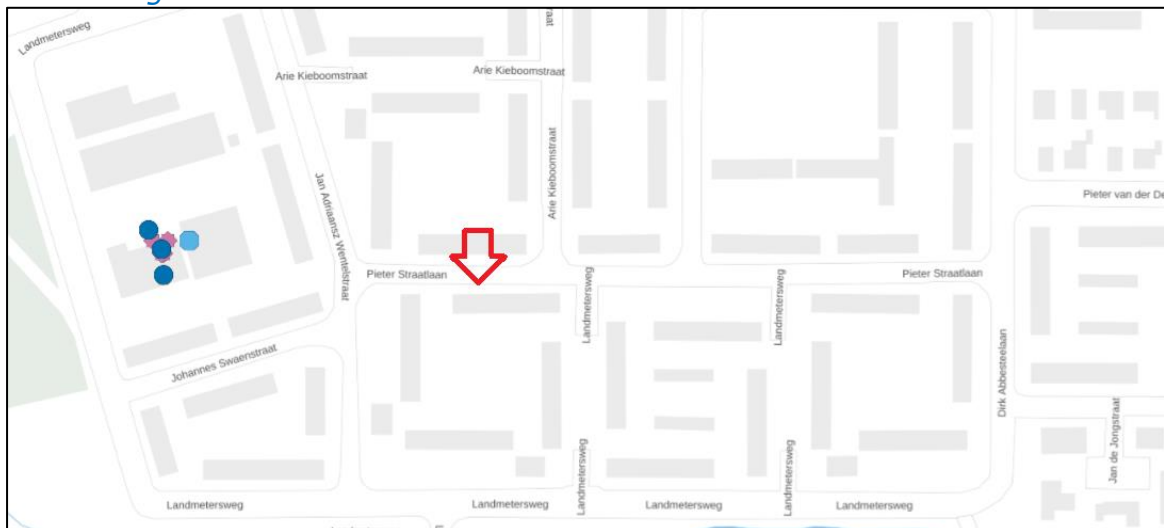 Landmetersweg
Arie Kieboomstraat
Arie Kieboomstraat
Arie Kieboomstraat
Jan Adriaansz Wentelstraat
Pieter van der De
Pieter Straatlaan
Pieter Straatlaan
Landmetersweg
Landmetersweg
Johannes Swaenstraat
Dirk Abbesteelaan
Jan de Jongstraat
Landmetersweg
Landmetersweg
Landmetersweg
Landmetersweg
Landmetersweg
Landmetersweg